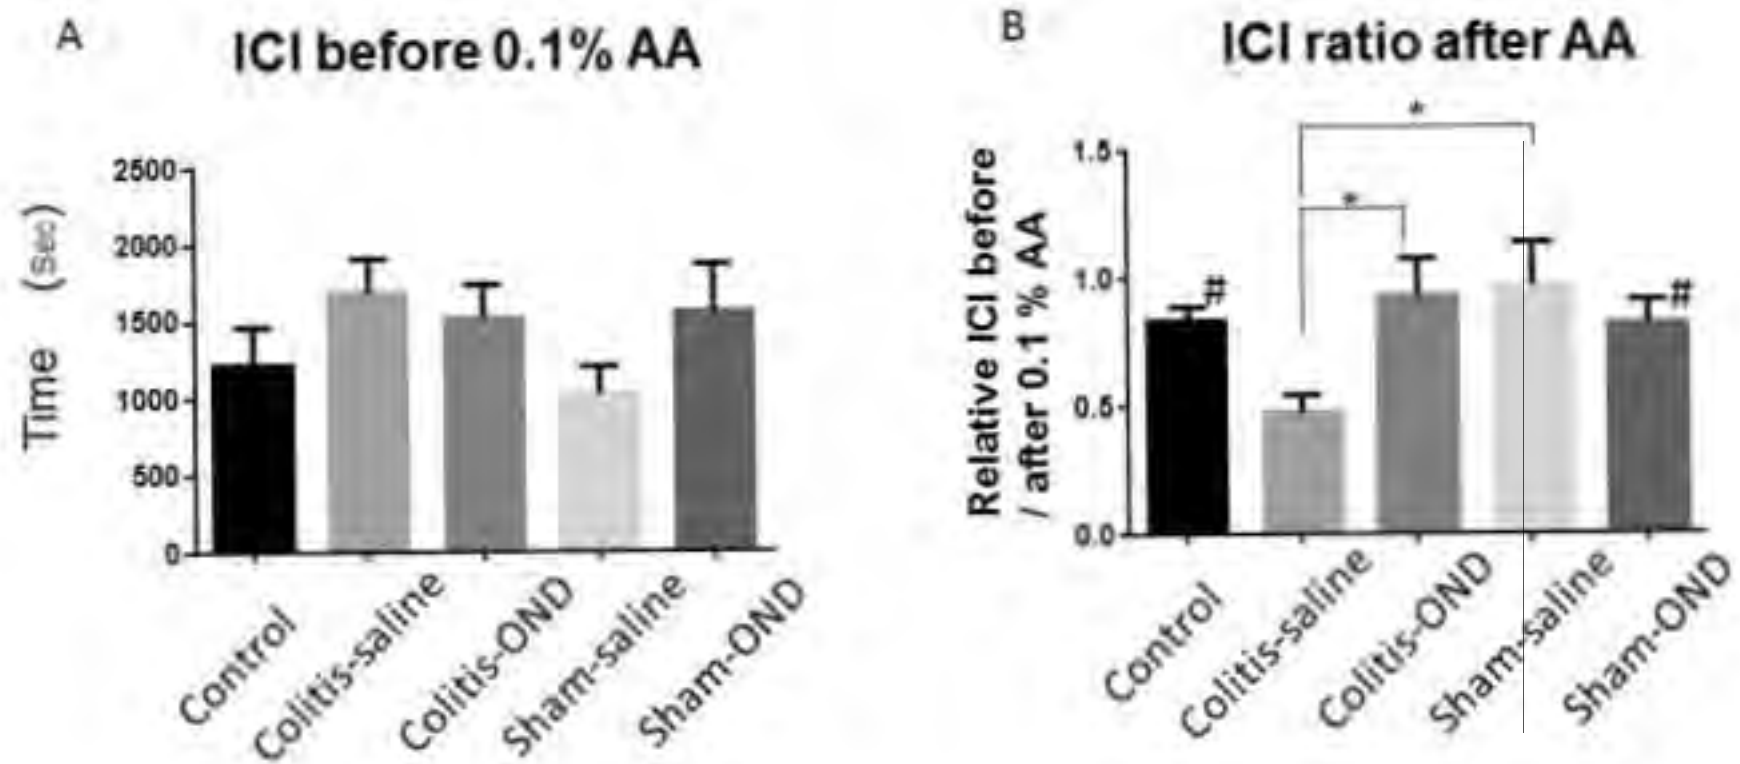 A
ICI before 0.1% AA
Time (sec)
2500
2000
1500
1000
500
0
Control
Colitis-saline
Colitis-OND
Sham-saline
Sham-OND
B
ICI ratio after AA
Relative ICI before
/ after 0.1 % AA
1.5
1.0
0.5
0.0
*
*
#
#
Control
Colitis-saline
Colitis-OND
Sham-saline
Sham-OND